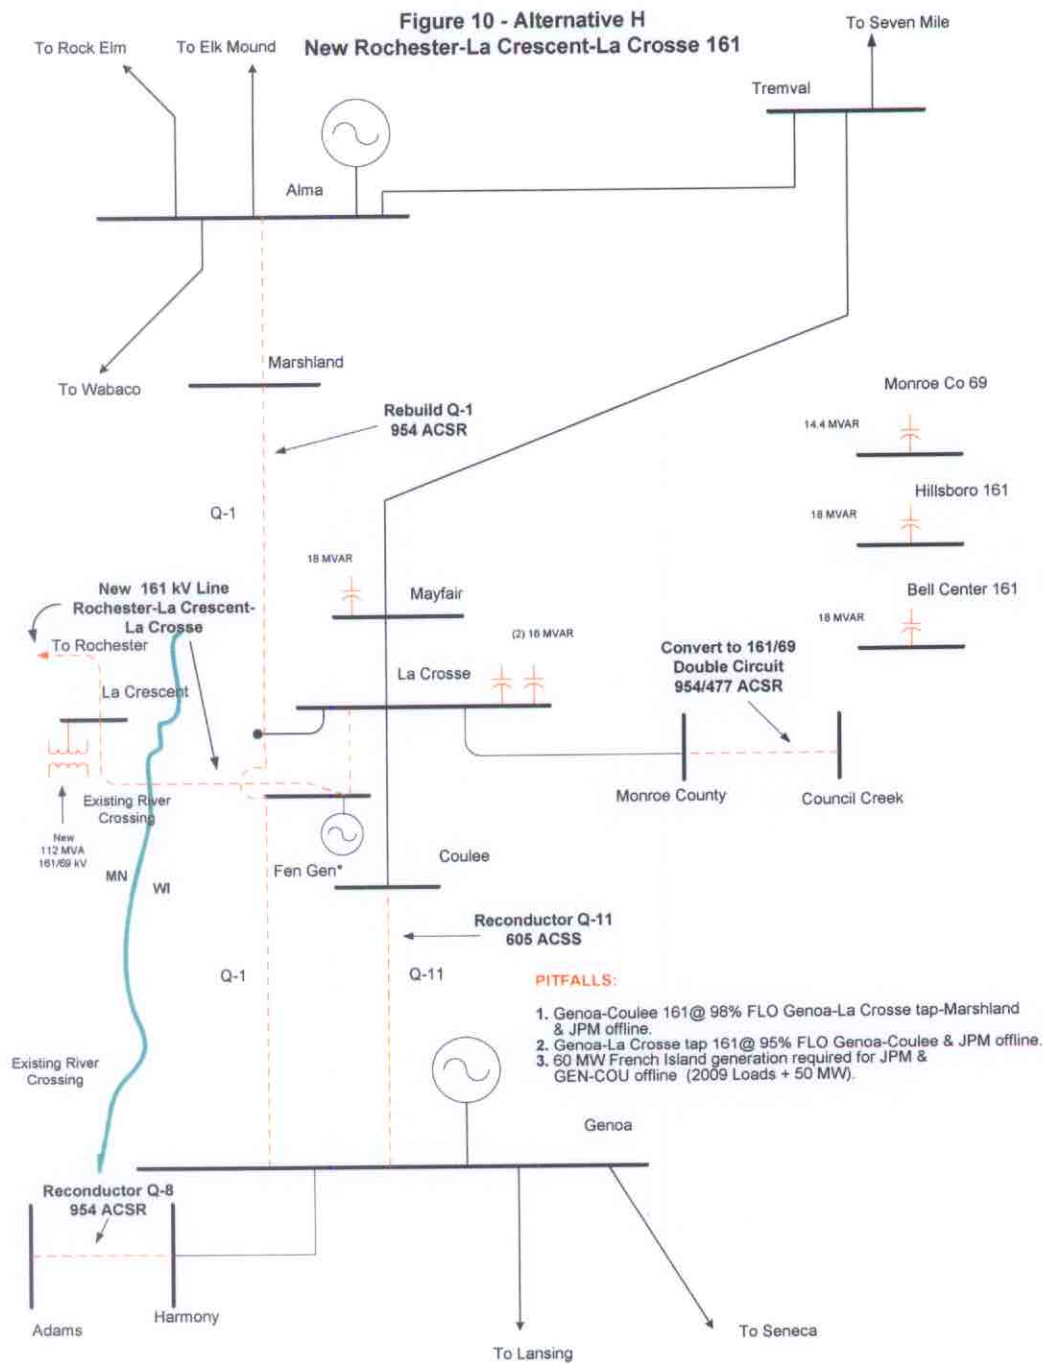 Figure 10 - Alternative H
New Rochester-La Crescent-La Crosse 161
To Seven Mile
To Rock Elm
To Elk Mound
Tremval
Alma
Marshland
To Wabaco
Rebuild Q-1
954 ACSR
Monroe Co 69
14.4 MVAR
Hillsboro 161
18 MVAR
Bell Center 161
18 MVAR
Q-1
18 MVAR
Mayfair
New 161 kV Line
Rochester-La Crescent-
La Crosse
To Rochester
(2) 18 MVAR
La Crosse
Convert to 161/69
Double Circuit
954/477 ACSR
La Crescent
Existing River
Crossing
Monroe County
Council Creek
New
112 MVA
161/69 kV
MN
WI
Fen Gen*
Coulee
Reconductor Q-11
605 ACSS
Q-1
Q-11
PITFALLS:
1. Genoa-Coulee 161@ 98% FLO Genoa-La Crosse tap-Marshland
& JPM offline.
2. Genoa-La Crosse tap 161@ 95% FLO Genoa-Coulee & JPM offline.
3. 60 MW French Island generation required for JPM &
GEN-COU offline (2009 Loads + 50 MW).
Existing River
Crossing
Genoa
Reconductor Q-8
954 ACSR
Adams
Harmony
To Lansing
To Seneca